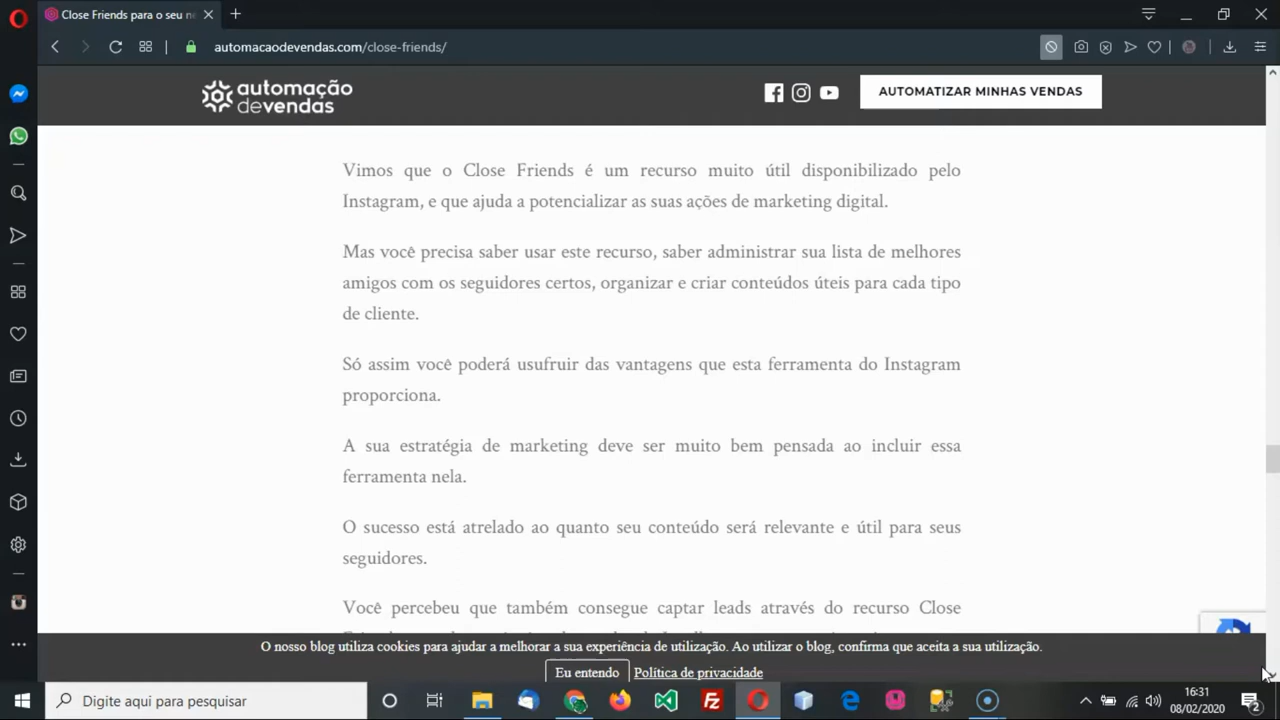 Close Friends para o seu ne
automacaodevendas.com/close-friends/
automação
devendas
AUTOMATIZAR MINHAS VENDAS
Vimos que o Close Friends é um recurso muito útil disponibilizado pelo
Instagram, e que ajuda a potencializar as suas ações de marketing digital.
Mas você precisa saber usar este recurso, saber administrar sua lista de melhores
amigos com os seguidores certos, organizar e criar conteúdos úteis para cada tipo
de cliente.
Só assim você poderá usufruir das vantagens que esta ferramenta do Instagram
proporciona.
A sua estratégia de marketing deve ser muito bem pensada ao incluir essa
ferramenta nela.
O sucesso está atrelado ao quanto seu conteúdo será relevante e útil para seus
seguidores.
Você percebeu que também consegue captar leads através do recurso Close
O nosso blog utiliza cookies para ajudar a melhorar a sua experiência de utilização. Ao utilizar o blog, confirma que aceita a sua utilização.
Eu entendo Política de privacidade
Digite aqui para pesquisar
16:31
08/02/2020
2